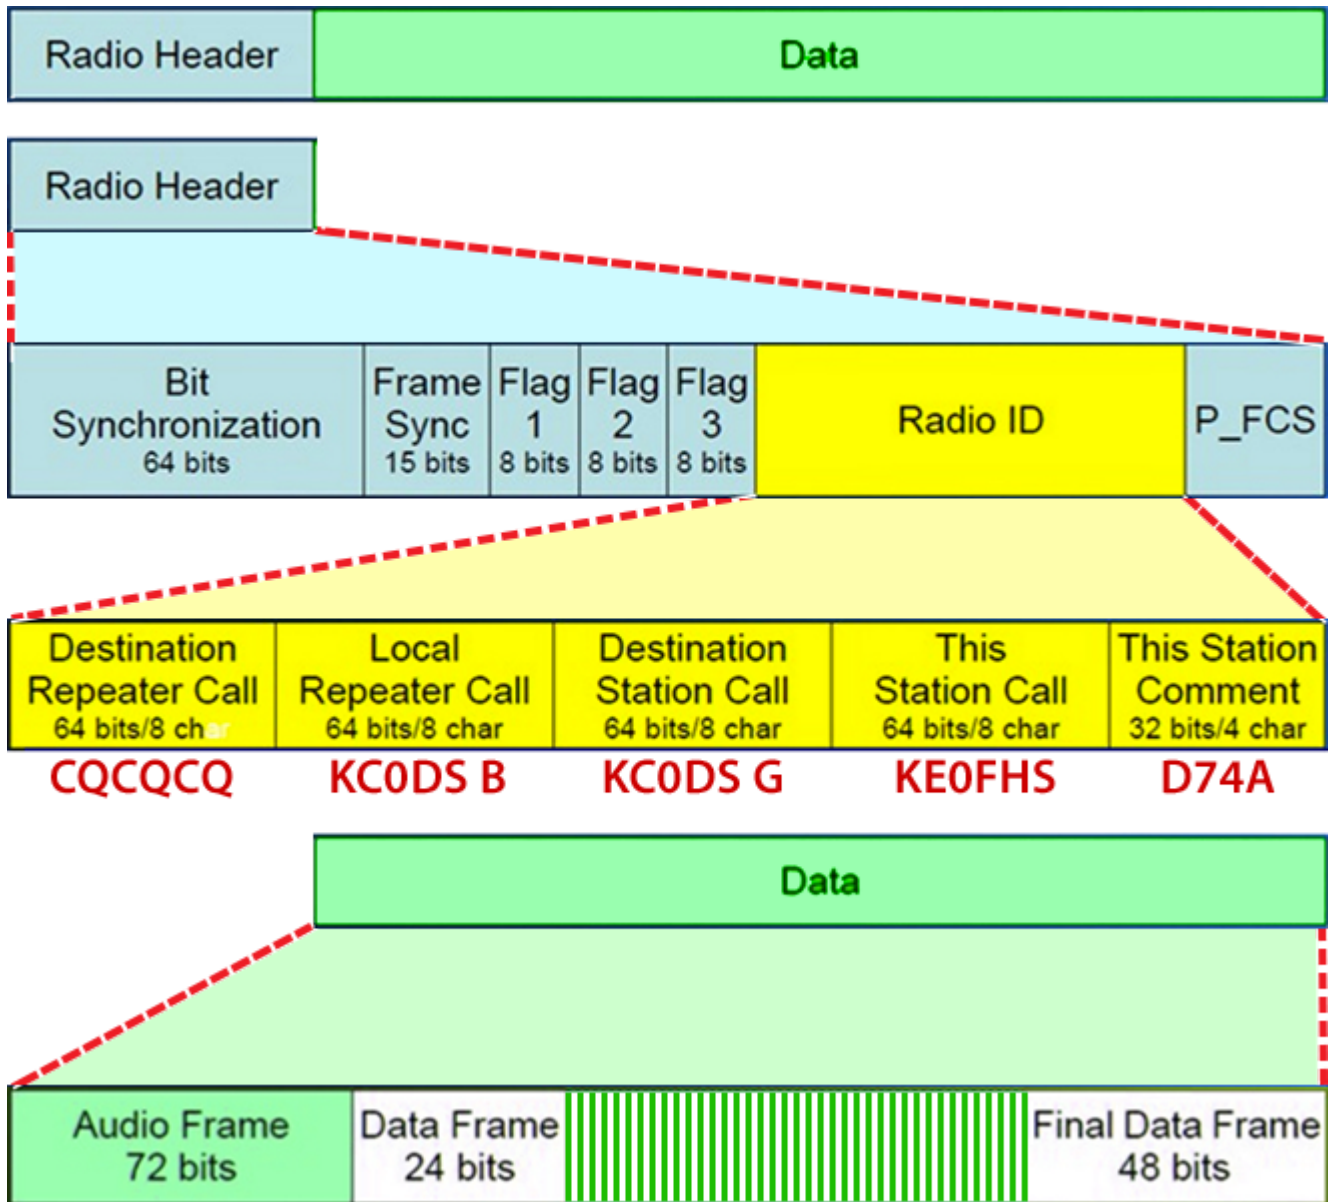 Radio Header
Data
Radio Header
Bit
Synchronization
64 bits
Frame
Sync
15 bits
Flag
1
8 bits
Flag
2
8 bits
Flag
3
8 bits
Radio ID
P_FCS
Destination
Repeater Call
64 bits/8 char
Local
Repeater Call
64 bits/8 char
Destination
Station Call
64 bits/8 char
This
Station Call
64 bits/8 char
This Station
Comment
32 bits/4 char
CQCQCQ
KC0DS B
KC0DS G
KE0FHS
D74A
Data
Audio Frame
72 bits
Data Frame
24 bits
Final Data Frame
48 bits